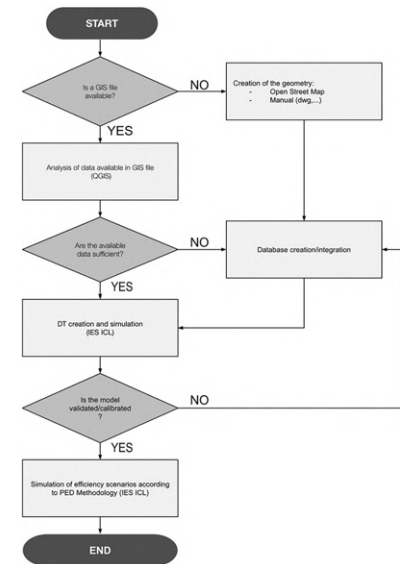 START
Is a GIS file
available?
NO
Creation of the geometry:
- Open Street Map
- Manual (dwg,...)
YES
Analysis of data available in GIS file
(QGIS)
Are the available
data sufficient?
NO
Database creation/integration
YES
DT creation and simulation
(IES ICL)
Is the model
validated/calibrated
?
NO
YES
Simulation of efficiency scenarios according
to PED Methodology (IES ICL)
END